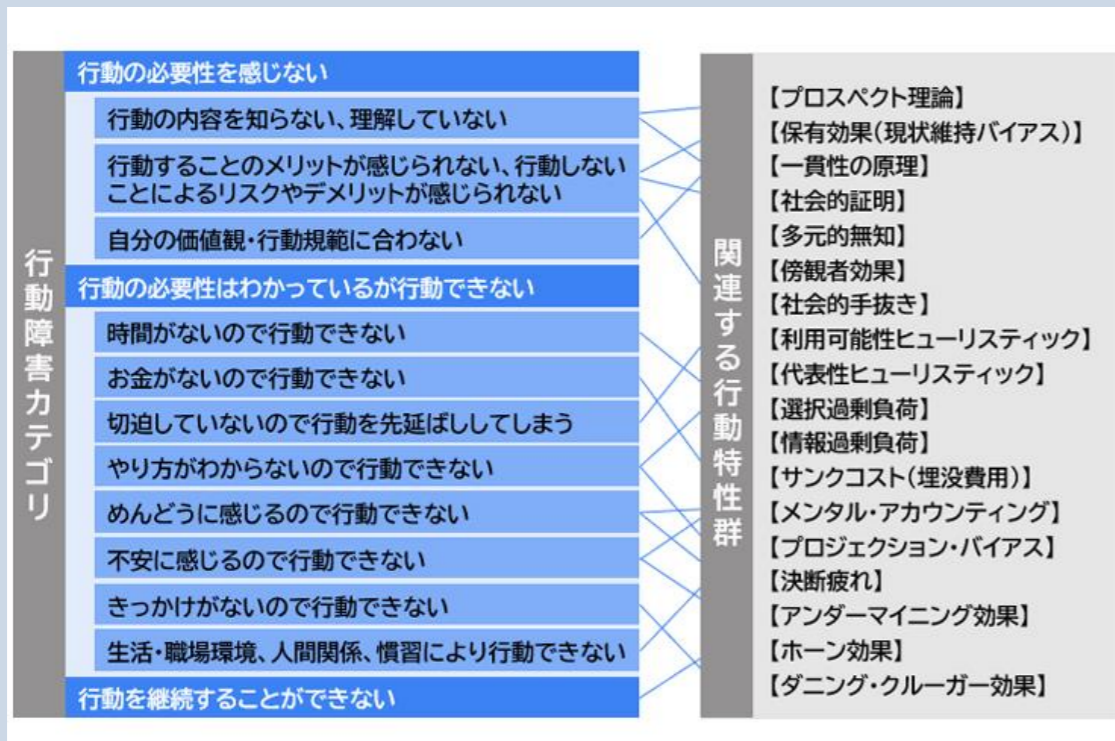 行動障害カテゴリ
行動の必要性を感じない
行動の内容を知らない、理解していない
行動することのメリットが感じられない、行動しない
ことによるリスクやデメリットが感じられない
自分の価値観・行動規範に合わない
行動の必要性はわかっているが行動できない
時間がないので行動できない
お金がないので行動できない
切迫していないので行動を先延ばししてしまう
やり方がわからないので行動できない
めんどうに感じるので行動できない
不安に感じるので行動できない
きっかけがないので行動できない
生活・職場環境、人間関係、慣習により行動できない
行動を継続することができない
関連する行動特性群
【プロスペクト理論】
【保有効果(現状維持バイアス)】
【一貫性の原理】
【社会的証明】
【多元的無知】
【傍観者効果】
【社会的手抜き】
【利用可能性ヒューリスティック】
【代表性ヒューリスティック】
【選択過剰負荷】
【情報過剰負荷】
【サンクコスト(埋没費用)】
【メンタル・アカウンティング】
【プロジェクション・バイアス】
【決断疲れ】
【アンダーマイニング効果】
【ホーン効果】
【ダニング・クルーガー効果】